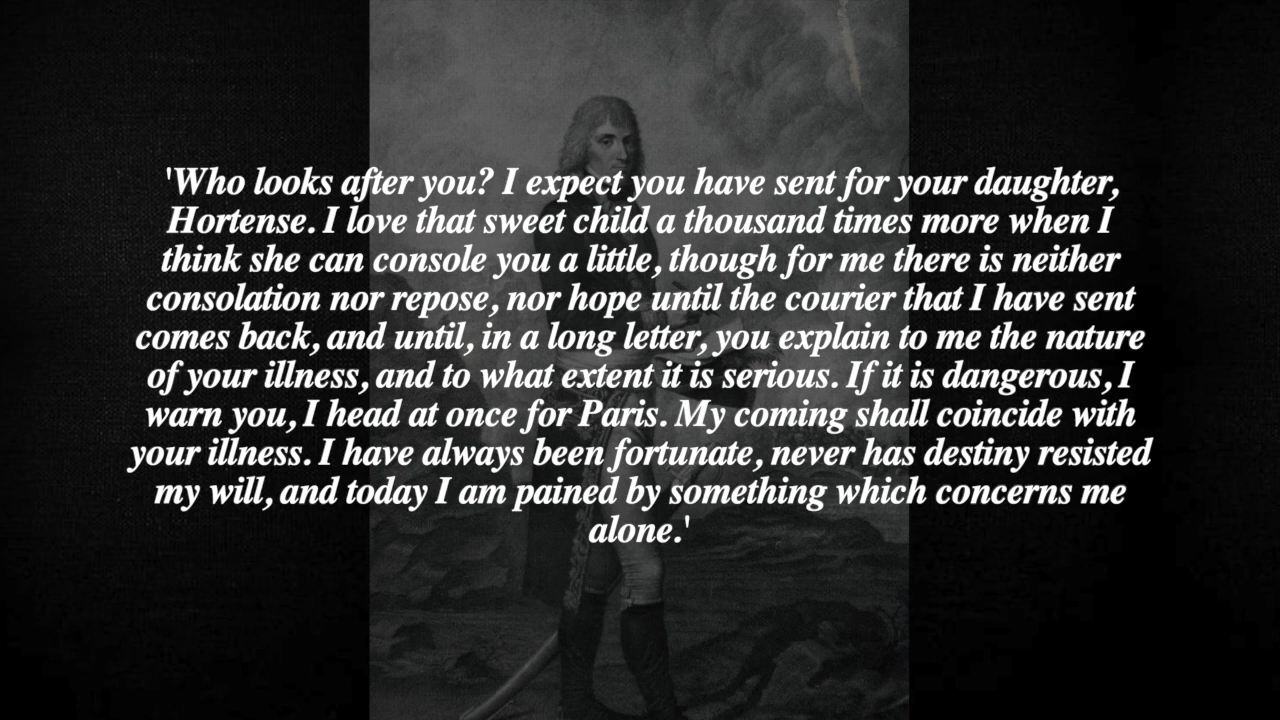 'Who looks after you? I expect you have sent for your daughter,
Hortense. I love that sweet child a thousand times more when I
think she can console you a little, though for me there is neither
consolation nor repose, nor hope until the courier that I have sent
comes back, and until, in a long letter, you explain to me the nature
of your illness, and to what extent it is serious. If it is dangerous, I
warn you, I head at once for Paris. My coming shall coincide with
your illness. I have always been fortunate, never has destiny resisted
my will, and today I am pained by something which concerns me
alone.'